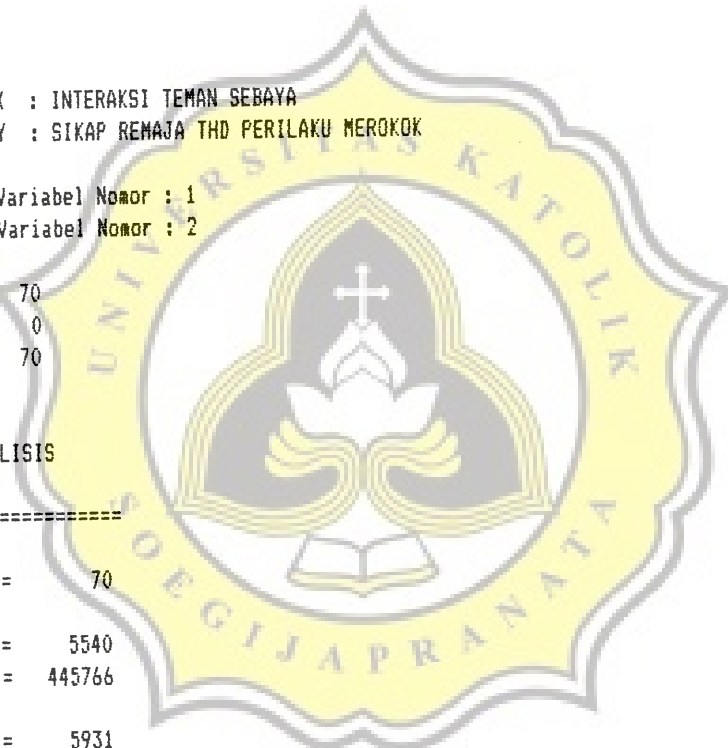 X : INTERAKSI TEMAN SEBAYA
Y : SIKAP REMAJA THD PERILAKU MEROKOK
Variabel Nomor : 1
Variabel Nomor : 2
70
0
70
LISIS
===========
= 70
= 5540
= 445766
= 5931
UNIVERSITAS KATOLIK
SOEGIJAPRANATA